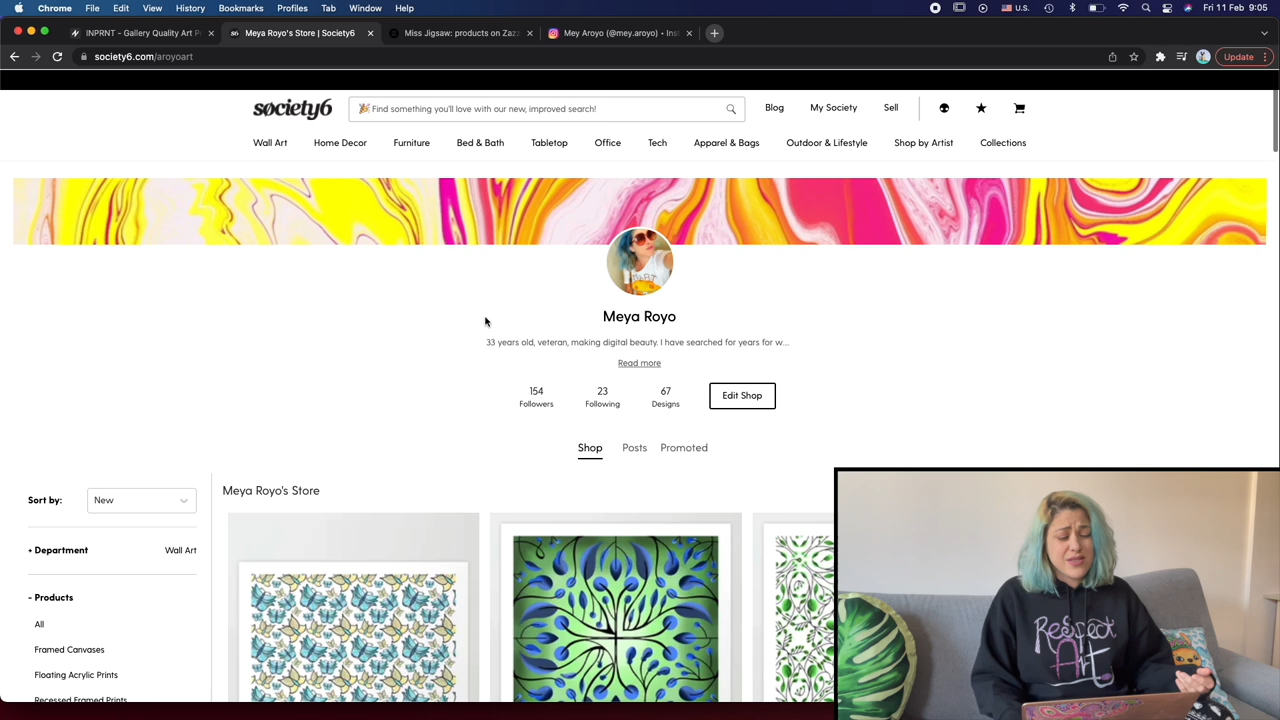 Chrome File Edit View History Bookmarks Profiles Tab Window Help U.S. Fri 11 Feb 9:05
INPRNT - Gallery Quality Art P Meya Royo's Store | Society6 Miss Jigsaw: products on Zazz Mey Aroyo (@mey.aroyo) • Inst
society6.com/aroyoart Update
society6 Find something you'll love with our new, improved search! Blog My Society Sell
Wall Art Home Decor Furniture Bed & Bath Tabletop Office Tech Apparel & Bags Outdoor & Lifestyle Shop by Artist Collections
Meya Royo
33 years old, veteran, making digital beauty. I have searched for years for w...
Read more
154 23 67 Edit Shop
Followers Following Designs
Shop Posts Promoted
Sort by: New
Meya Royo's Store
+ Department Wall Art
- Products
All
Framed Canvases
Floating Acrylic Prints
Recessed Framed Prints
Respect
Art